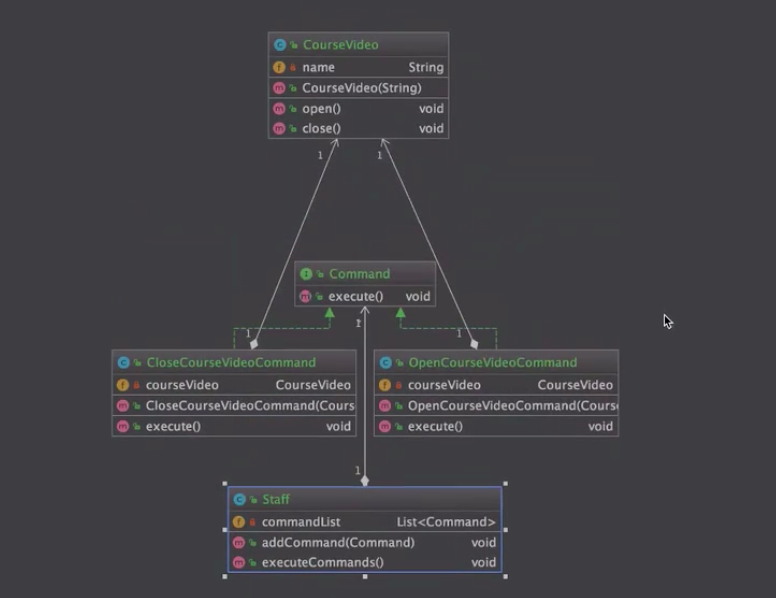 CourseVideo
name String
CourseVideo(String)
open() void
close() void
1 1
Command
execute() void
1 1
CloseCourseVideoCommand
courseVideo CourseVideo
CloseCourseVideoCommand(Cours
execute() void
OpenCourseVideoCommand
courseVideo CourseVideo
OpenCourseVideoCommand(Cours
execute() void
1
Staff
commandList List<Command>
addCommand(Command) void
executeCommands() void